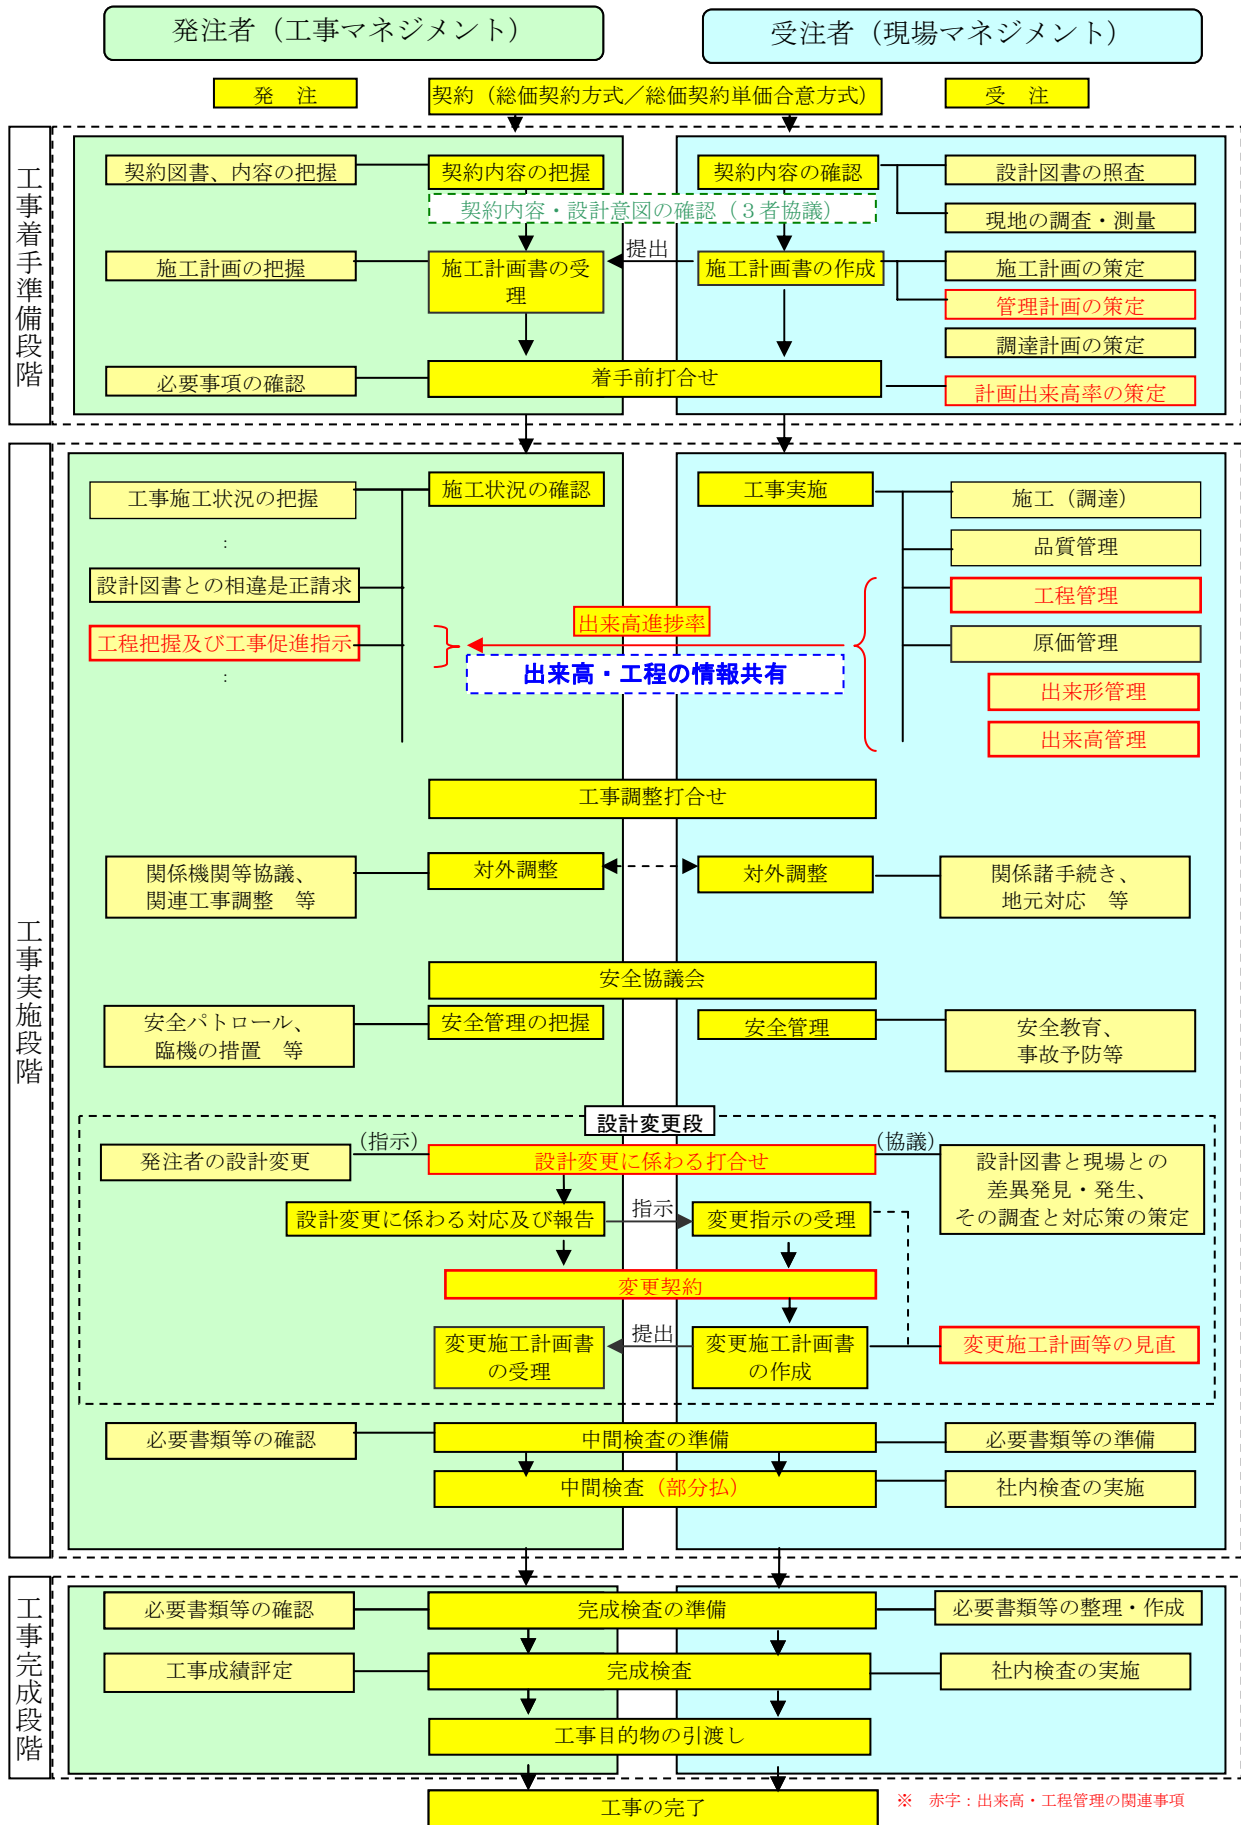 発注者（工事マネジメント）
受注者（現場マネジメント）
発　注
契約（総価契約方式／総価契約単価合意方式）
受　注
工事着手準備段階
契約図書、内容の把握
契約内容の把握
契約内容の確認
設計図書の照査
契約内容・設計意図の確認（３者協議）
現地の調査・測量
施工計画の把握
施工計画書の受
理
提出
施工計画書の作成
施工計画の策定
管理計画の策定
調達計画の策定
必要事項の確認
着手前打合せ
計画出来高率の策定
工事実施段階
工事施工状況の把握
：
施工状況の確認
工事実施
施工（調達）
品質管理
設計図書との相違是正請求
工程管理
出来高進捗率
工程把握及び工事促進指示
：
原価管理
出来高・工程の情報共有
出来形管理
出来高管理
工事調整打合せ
関係機関等協議、
関連工事調整　等
対外調整
対外調整
関係諸手続き、
地元対応　等
安全協議会
安全パトロール、
臨機の措置　等
安全管理の把握
安全管理
安全教育、
事故予防等
設計変更段
発注者の設計変更
（指示）
設計変更に係わる打合せ
（協議）
設計図書と現場との
差異発見・発生、
その調査と対応策の策定
設計変更に係わる対応及び報告
指示
変更指示の受理
変更契約
変更施工計画書
の受理
提出
変更施工計画書
の作成
変更施工計画等の見直
必要書類等の確認
中間検査の準備
必要書類等の準備
中間検査（部分払）
社内検査の実施
工事完成段階
必要書類等の確認
完成検査の準備
必要書類等の整理・作成
工事成績評定
完成検査
社内検査の実施
工事目的物の引渡し
工事の完了
※　赤字：出来高・工程管理の関連事項